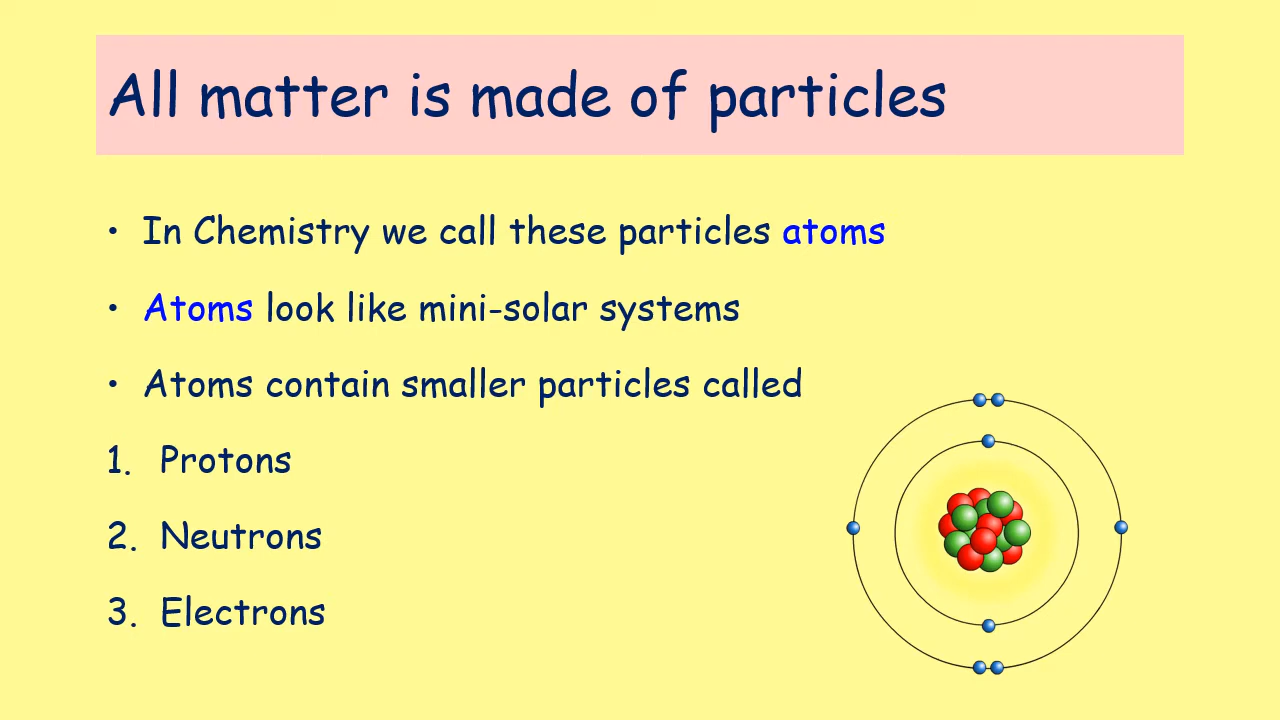 All matter is made of particles
• In Chemistry we call these particles atoms
• Atoms look like mini-solar systems
• Atoms contain smaller particles called
1. Protons
2. Neutrons
3. Electrons